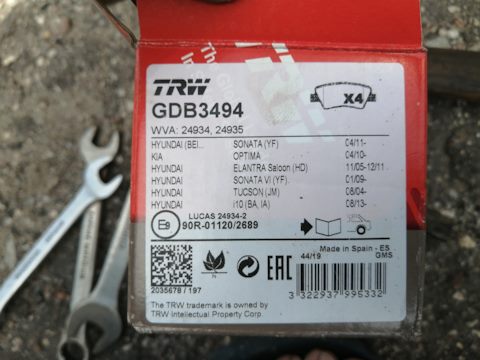 TRW
GDB3494
X4
WVA: 24934, 24935
HYUNDAI (BEI... SONATA (YF) 04/11-
KIA OPTIMA 04/10-
HYUNDAI ELANTRA Saloon (HD) 11/05-12/11
HYUNDAI SONATA VI (YF) 01/09-
HYUNDAI TUCSON (JM) 08/04-
HYUNDAI i10 (BA, IA) 08/13-
LUCAS 24934-2
90R-01120/2689
Made in Spain - ES
44/19 GMS
EAC
2035678 / 197
3 322937 995332
The TRW trademark is owned by
TRW Intellectual Property Corp.